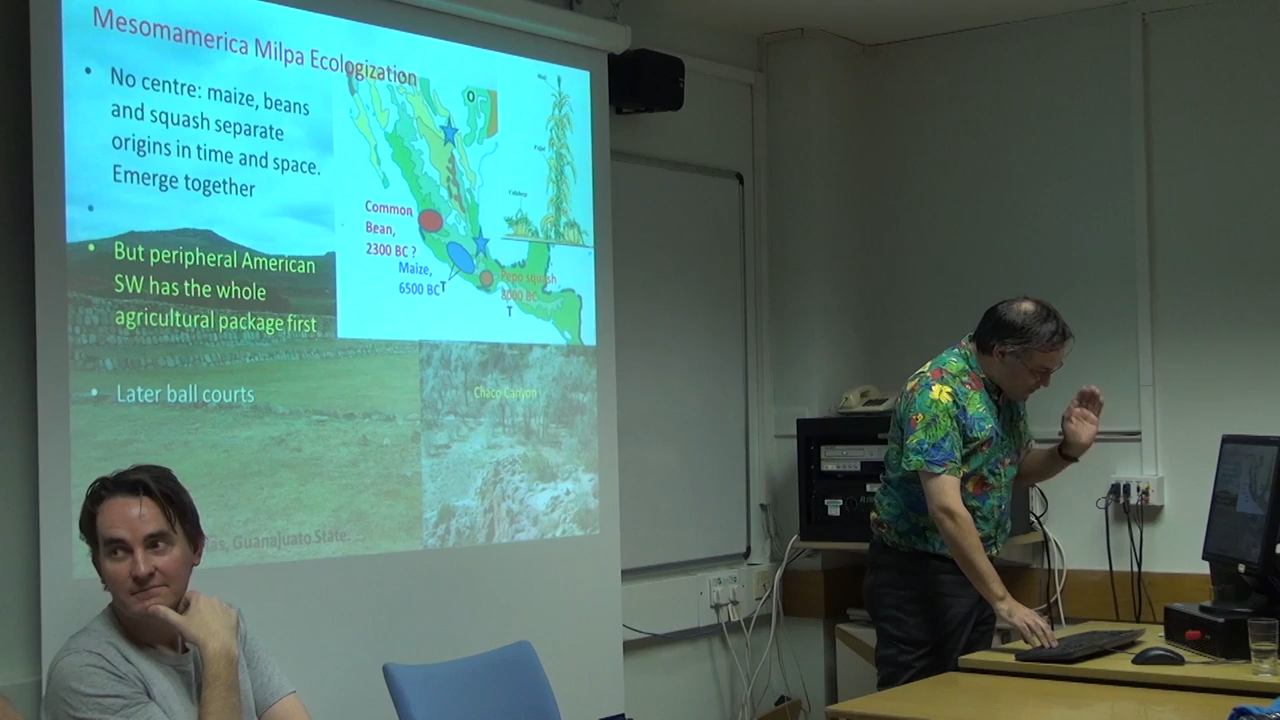 Mesomamerica Milpa Ecologization
No centre: maize, beans
and squash separate
origins in time and space.
Emerge together
But peripheral American
SW has the whole
agricultural package first
Later ball courts
O
Common
Bean,
2300 BC ?
Maize,
6500 BC
T
Pepo squash
8000 BC
T
Chaco Canyon
Guanajuato State.